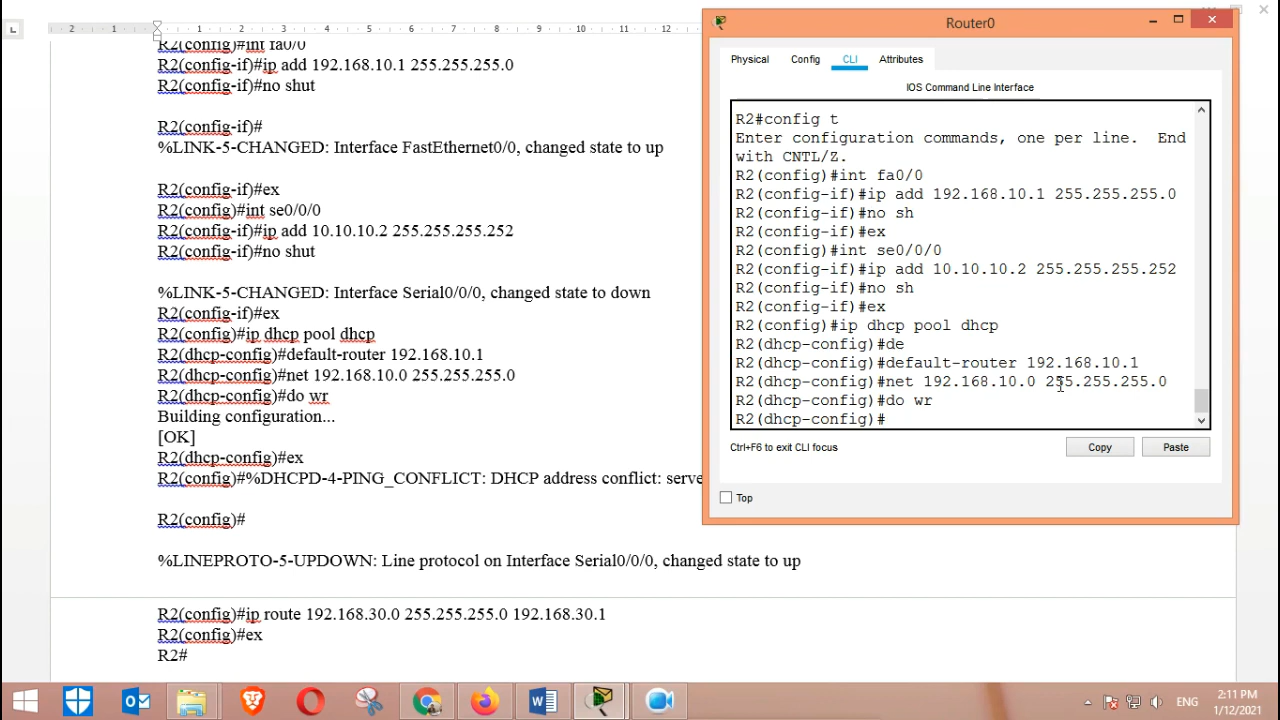 2 1 1 2 3 4 5 6 7 8 9 10 11 12
R2(config)#int fa0/0
R2(config-if)#ip add 192.168.10.1 255.255.255.0
R2(config-if)#no shut
R2(config-if)#
%LINK-5-CHANGED: Interface FastEthernet0/0, changed state to up
R2(config-if)#ex
R2(config)#int se0/0/0
R2(config-if)#ip add 10.10.10.2 255.255.255.252
R2(config-if)#no shut
%LINK-5-CHANGED: Interface Serial0/0/0, changed state to down
R2(config-if)#ex
R2(config)#ip dhcp pool dhcp
R2(dhcp-config)#default-router 192.168.10.1
R2(dhcp-config)#net 192.168.10.0 255.255.255.0
R2(dhcp-config)#do wr
Building configuration...
[OK]
R2(dhcp-config)#ex
R2(config)#%DHCPD-4-PING_CONFLICT: DHCP address conflict: serve
R2(config)#
%LINEPROTO-5-UPDOWN: Line protocol on Interface Serial0/0/0, changed state to up
R2(config)#ip route 192.168.30.0 255.255.255.0 192.168.30.1
R2(config)#ex
R2#
Router0
Physical Config CLI Attributes
IOS Command Line Interface
R2#config t
Enter configuration commands, one per line. End
with CNTL/Z.
R2(config)#int fa0/0
R2(config-if)#ip add 192.168.10.1 255.255.255.0
R2(config-if)#no sh
R2(config-if)#ex
R2(config)#int se0/0/0
R2(config-if)#ip add 10.10.10.2 255.255.255.252
R2(config-if)#no sh
R2(config-if)#ex
R2(config)#ip dhcp pool dhcp
R2(dhcp-config)#de
R2(dhcp-config)#default-router 192.168.10.1
R2(dhcp-config)#net 192.168.10.0 255.255.255.0
R2(dhcp-config)#do wr
R2(dhcp-config)#
Ctrl+F6 to exit CLI focus
Copy Paste
Top
ENG
2:11 PM
1/12/2021